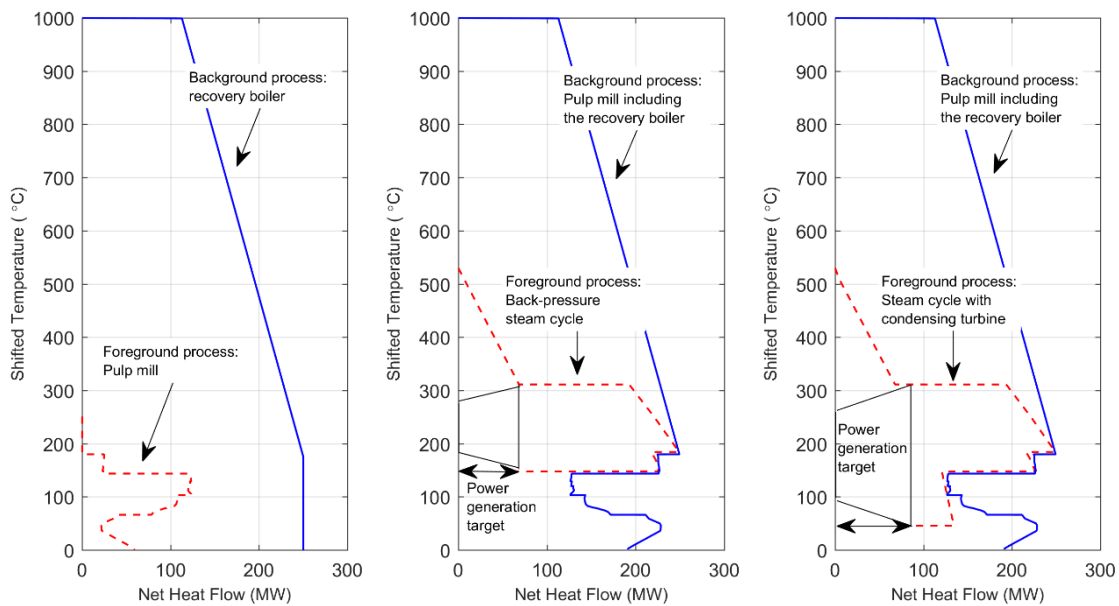 1000
900
800
700
600
500
400
300
200
100
0
Shifted Temperature ( °C)
0
100
200
300
Net Heat Flow (MW)
Background process:
recovery boiler
Foreground process:
Pulp mill
1000
900
800
700
600
500
400
300
200
100
0
Shifted Temperature ( °C)
0
100
200
300
Net Heat Flow (MW)
Background process:
Pulp mill including
the recovery boiler
Foreground process:
Back-pressure
steam cycle
Power
generation
target
1000
900
800
700
600
500
400
300
200
100
0
Shifted Temperature ( °C)
0
100
200
300
Net Heat Flow (MW)
Background process:
Pulp mill including
the recovery boiler
Foreground process:
Steam cycle with
condensing turbine
Power
generation
target